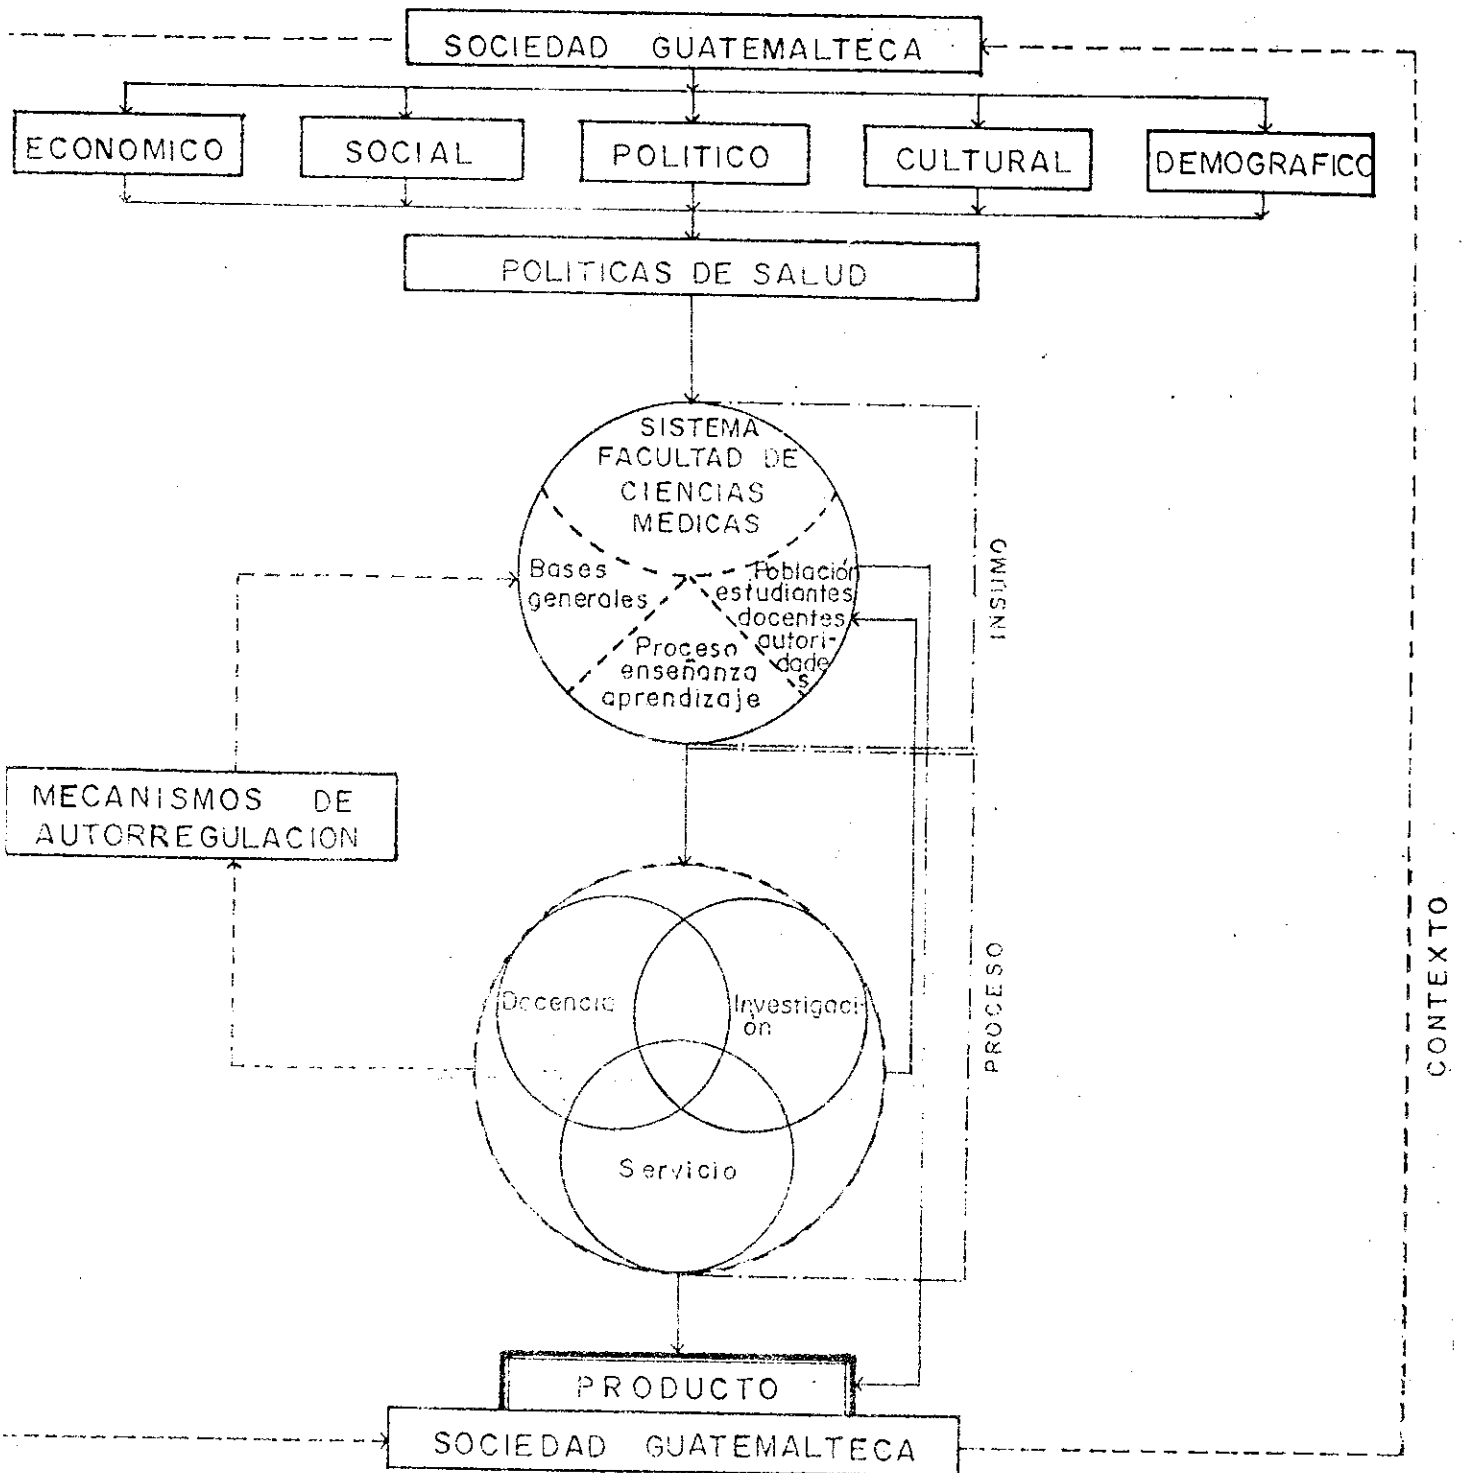 SOCIEDAD GUATEMALTECA
ECONOMICO
SOCIAL
POLITICO
CULTURAL
DEMOGRAFICO
POLITICAS DE SALUD
SISTEMA
FACULTAD DE
CIENCIAS
MEDICAS
Bases
generales
Población
estudiantes
docentes
autori-
dade
s
Proceso
enseñanza
aprendizaje
INSUMO
MECANISMOS DE
AUTORREGULACION
Docencia
Investigaci-
ón
Servicio
PROCESO
CONTEXTO
PRODUCTO
SOCIEDAD GUATEMALTECA